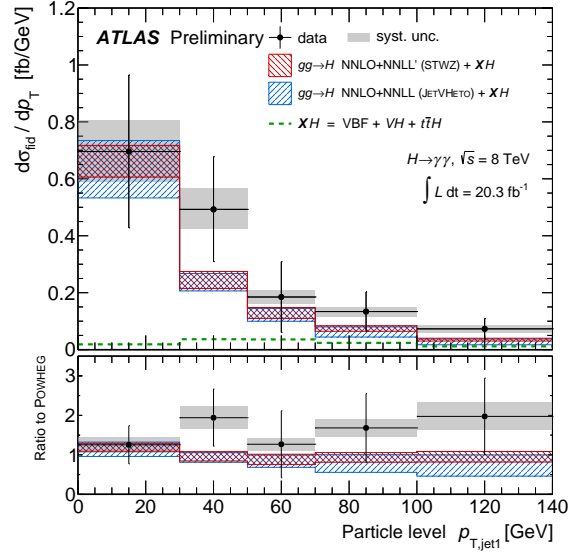 ATLAS Preliminary
data
syst. unc.
gg→H NNLO+NNLL' (STWZ) + XH
gg→H NNLO+NNLL (JETVHETO) + XH
XH = VBF + VH + tt̄H
H→γγ, √s = 8 TeV
∫ L dt = 20.3 fb⁻¹
dσ_fid / dp_T [fb/GeV]
1.2
1
0.8
0.6
0.4
0.2
0
Ratio to POWHEG
3
2
1
0
0 20 40 60 80 100 120 140
Particle level p_T,jet1 [GeV]